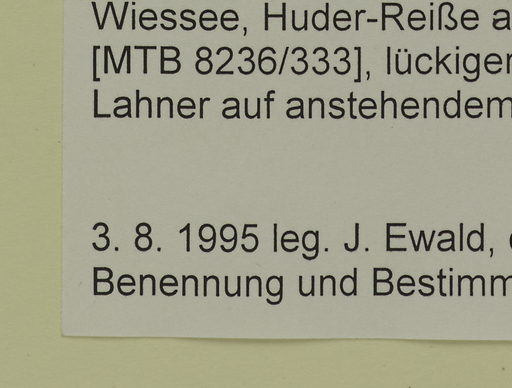 Wiessee, Huder-Reiße a
[MTB 8236/333], lückiger
Lahner auf anstehendem
3. 8. 1995 leg. J. Ewald,
Benennung und Bestimm